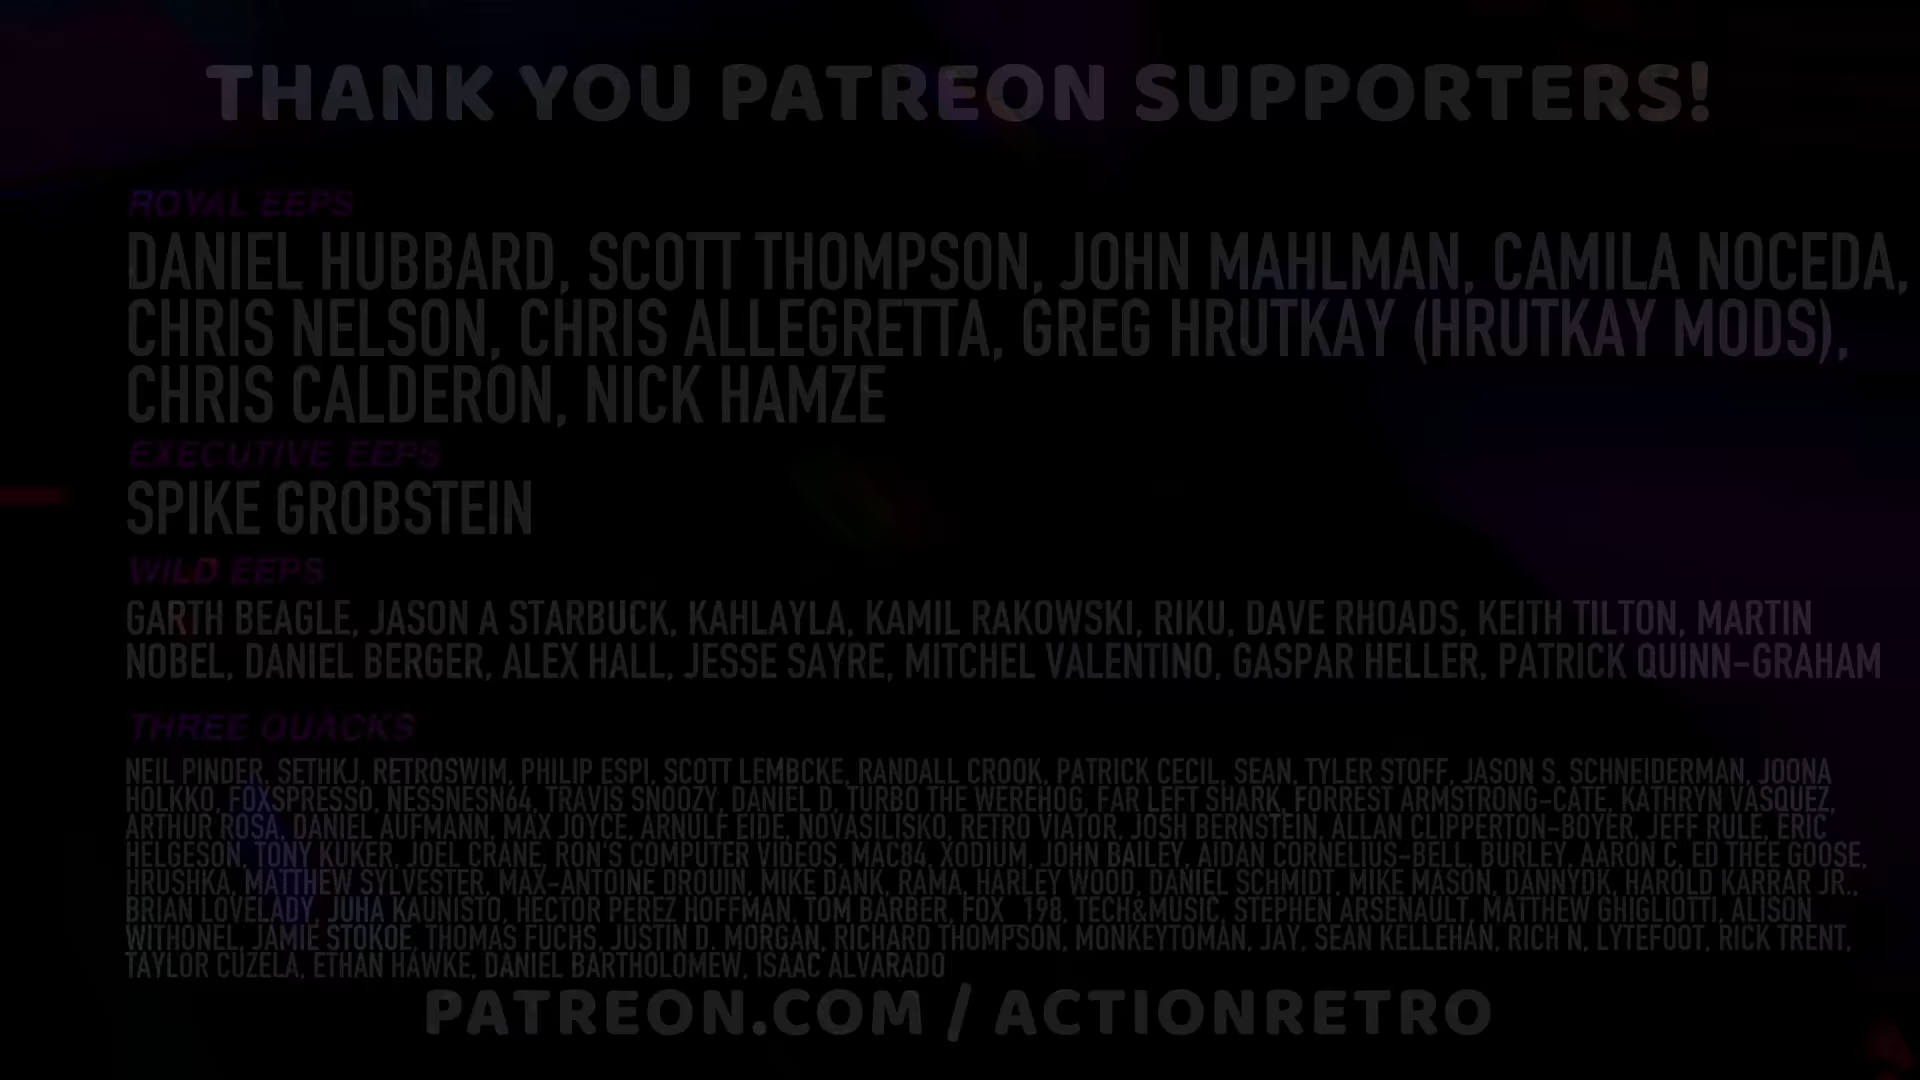 THANK YOU PATREON SUPPORTERS!
ROYAL EEPS
DANIEL HUBBARD, SCOTT THOMPSON, JOHN MAHLMAN, CAMILA NOCEDA,
CHRIS NELSON, CHRIS ALLEGRETTA, GREG HRUTKAY (HRUTKAY MODS),
CHRIS CALDERON, NICK HAMZE
EXECUTIVE EEPS
SPIKE GROBSTEIN
WILD EEPS
GARTH BEAGLE, JASON A STARBUCK, KAHLAYLA, KAMIL RAKOWSKI, RIKU, DAVE RHOADS, KEITH TILTON, MARTIN
NOBEL, DANIEL BERGER, ALEX HALL, JESSE SAYRE, MITCHEL VALENTINO, GASPAR HELLER, PATRICK QUINN-GRAHAM
THREE QUACKS
NEIL PINDER, SETHKJ, RETROSWIM, PHILIP ESPI, SCOTT LEMBCKE, RANDALL CROOK, PATRICK CECIL, SEAN, TYLER STOFF, JASON S. SCHNEIDERMAN, JOONA
HOLKKO, FOXSPRESSO, NESSNESN64, TRAVIS SNOOZY, DANIEL D, TURBO THE WEREHOG, FAR LEFT SHARK, FORREST ARMSTRONG-CATE, KATHRYN VASQUEZ,
ARTHUR ROSA, DANIEL AUFMANN, MAX JOYCE, ARNULF EIDE, NOVASILISKO, RETRO VIATOR, JOSH BERNSTEIN, ALLAN CLIPPERTON-BOYER, JEFF RULE, ERIC
HELGESON, TONY KUKER, JOEL CRANE, RON'S COMPUTER VIDEOS, MAC84, XODIUM, JOHN BAILEY, AIDAN CORNELIUS-BELL, BURLEY, AARON C, ED THEE GOOSE,
HRUSHKA, MATTHEW SYLVESTER, MAX-ANTOINE DROUIN, MIKE DANK, RAMA, HARLEY WOOD, DANIEL SCHMIDT, MIKE MASON, DANNYDK, HAROLD KARRAR JR.,
BRIAN LOVELADY, JUHA KAUNISTO, HECTOR PEREZ HOFFMAN, TOM BARBER, FOX_198, TECH&MUSIC, STEPHEN ARSENAULT, MATTHEW GHIGLIOTTI, ALISON
WITHONEL, JAMIE STOKOE, THOMAS FUCHS, JUSTIN D. MORGAN, RICHARD THOMPSON, MONKEYTOMAN, JAY, SEAN KELLEHAN, RICH N, LYTEFOOT, RICK TRENT,
TAYLOR CUZELA, ETHAN HAWKE, DANIEL BARTHOLOMEW, ISAAC ALVARADO
PATREON.COM / ACTIONRETRO